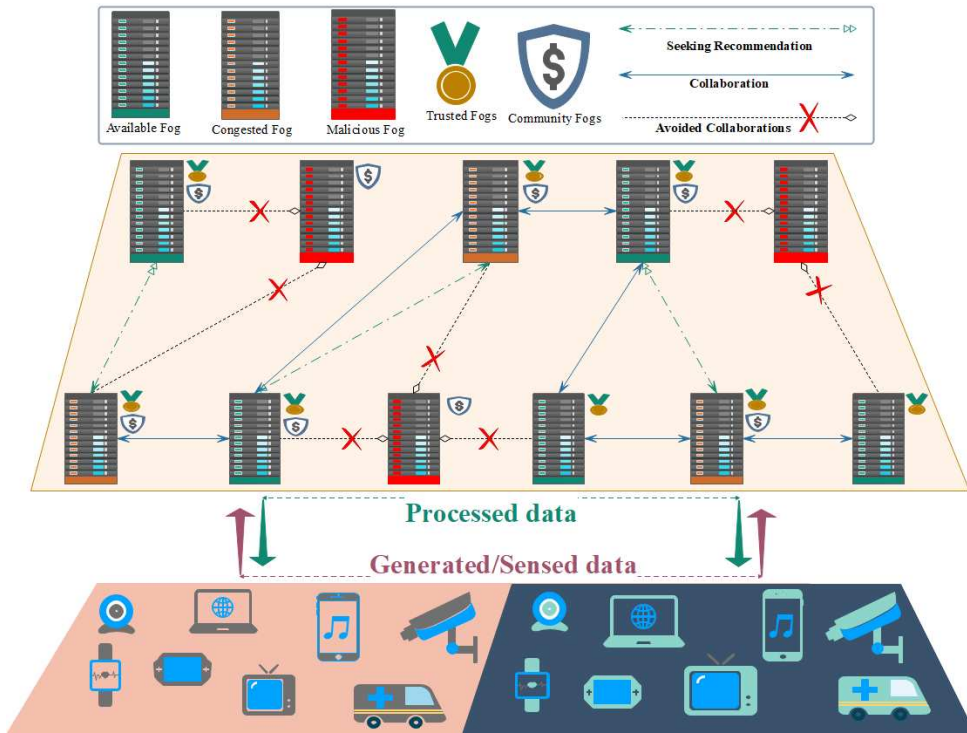 Seeking Recommendation
Collaboration
Avoided Collaborations
Available Fog
Congested Fog
Malicious Fog
Trusted Fogs
Community Fogs
Processed data
Generated/Sensed data